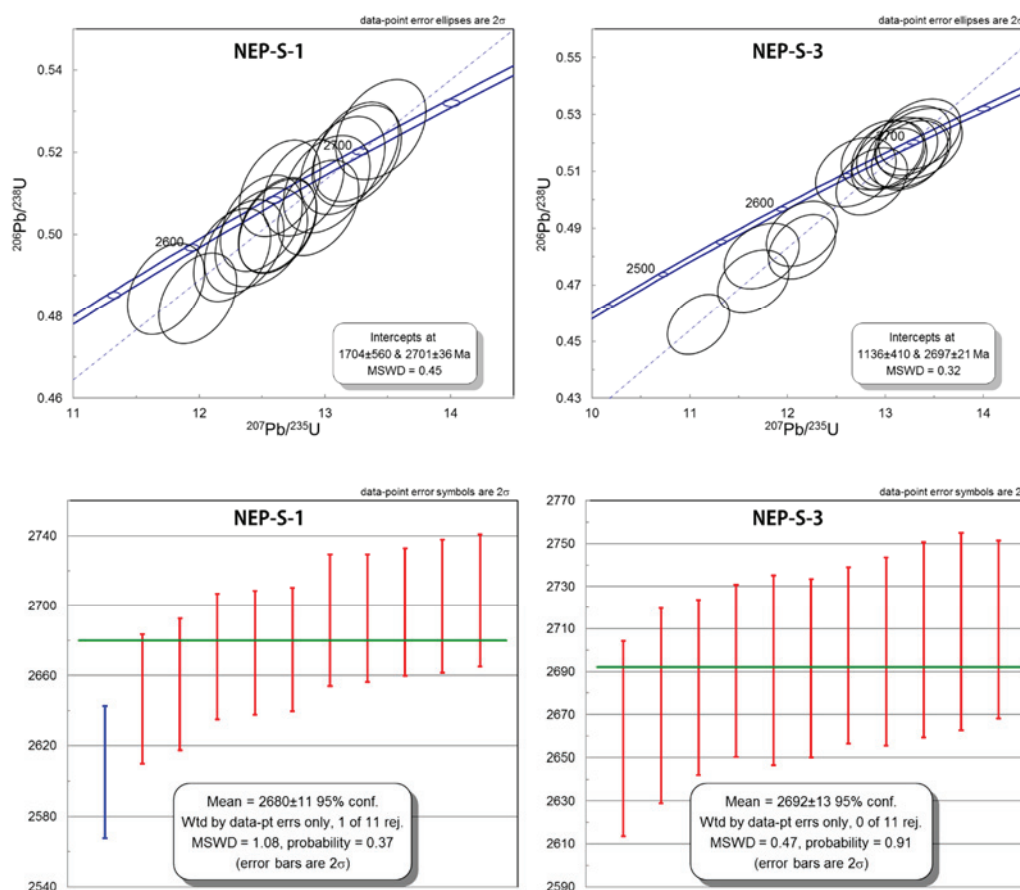 data-point error ellipses are 2σ
NEP-S-1
0.54
0.52
0.50
0.48
0.46
²⁰⁶Pb/²³⁸U
2700
2600
Intercepts at
1704±560 & 2701±36 Ma
MSWD = 0.45
11
12
13
14
²⁰⁷Pb/²³⁵U
data-point error ellipses are 2σ
NEP-S-3
0.56
0.55
0.53
0.51
0.49
0.47
0.45
0.43
²⁰⁶Pb/²³⁸U
2600
2500
Intercepts at
1136±410 & 2697±21 Ma
MSWD = 0.32
10
11
12
13
14
²⁰⁷Pb/²³⁵U
data-point error symbols are 2σ
NEP-S-1
2740
2700
2660
2620
2580
2540
Mean = 2680±11 95% conf.
Wtd by data-pt errs only, 1 of 11 rej.
MSWD = 1.08, probability = 0.37
(error bars are 2σ)
data-point error symbols are 2
NEP-S-3
2770
2750
2730
2710
2690
2670
2650
2630
2610
2590
Mean = 2692±13 95% conf.
Wtd by data-pt errs only, 0 of 11 rej.
MSWD = 0.47, probability = 0.91
(error bars are 2σ)